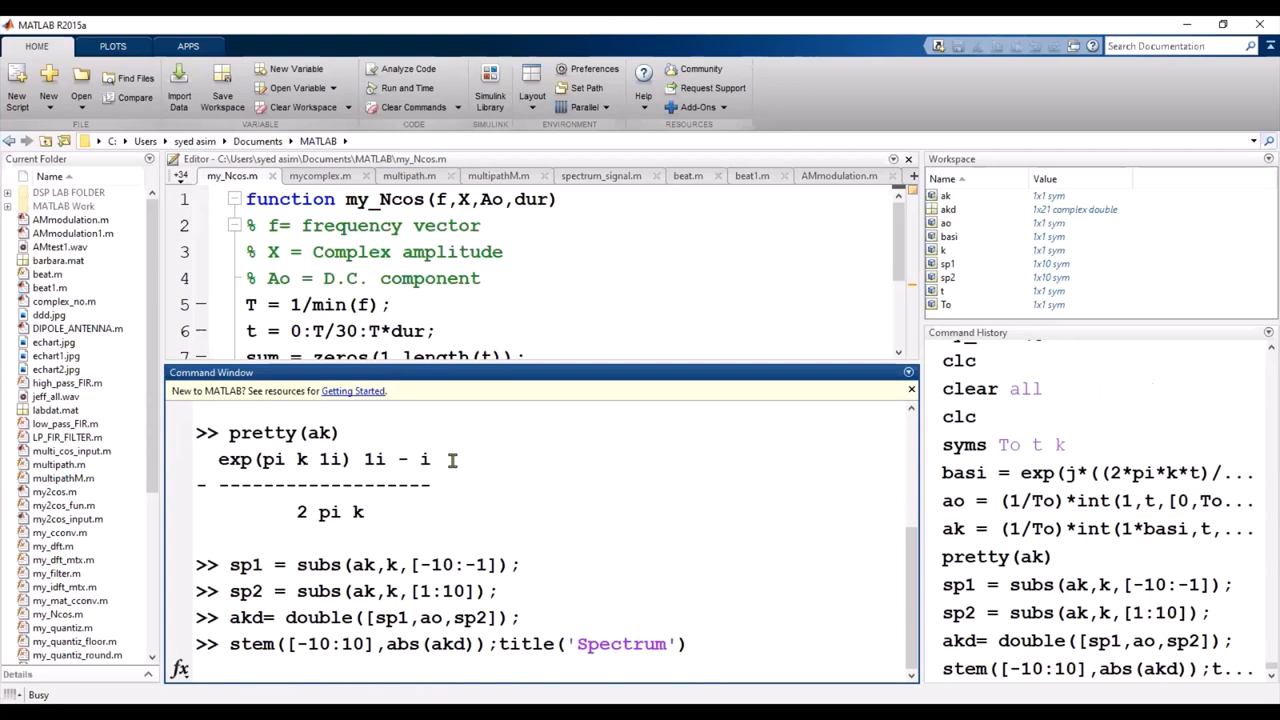 MATLAB R2015a
HOME
PLOTS
APPS
Search Documentation
New Script
New
Open
Find Files
Compare
Import Data
Save Workspace
New Variable
Open Variable
Clear Workspace
Analyze Code
Run and Time
Clear Commands
Simulink Library
Layout
Preferences
Set Path
Parallel
Help
Community
Request Support
Add-Ons
FILE
VARIABLE
CODE
SIMULINK
ENVIRONMENT
RESOURCES
C: Users syed asim Documents MATLAB
Current Folder
Name
DSP LAB FOLDER
MATLAB Work
AMmodulation.m
AMmodulation1.m
AMtest1.wav
barbara.mat
beat.m
beat1.m
complex_no.m
ddd.jpg
DIPOLE_ANTENNA.m
echart.jpg
echart1.jpg
echart2.jpg
high_pass_FIR.m
jeff_all.wav
labdat.mat
low_pass_FIR.m
LP_FIR_FILTER.m
multi_cos_input.m
multipath.m
multipathM.m
my2cos.m
my2cos_fun.m
my2cos_input.m
my_cconv.m
my_dft.m
my_dft_mtx.m
my_filter.m
my_idft_mtx.m
my_mat_cconv.m
my_Ncos.m
my_quantiz.m
my_quantiz_floor.m
my_quantiz_round.m
Details
Busy
Editor - C:\Users\syed asim\Documents\MATLAB\my_Ncos.m
+34
my_Ncos.m
mycomplex.m
multipath.m
multipathM.m
spectrum_signal.m
beat.m
beat1.m
AMmodulation.m
1 function my_Ncos(f,X,Ao,dur)
2 % f= frequency vector
3 % X = Complex amplitude
4 % Ao = D.C. component
5 T = 1/min(f);
6 t = 0:T/30:T*dur;
7 sum = zeros(1,length(t));
Command Window
New to MATLAB? See resources for Getting Started.
>> pretty(ak)
exp(pi k 1i) 1i - i
- -------------------
2 pi k
>> sp1 = subs(ak,k,[-10:-1]);
>> sp2 = subs(ak,k,[1:10]);
>> akd= double([sp1,ao,sp2]);
>> stem([-10:10],abs(akd));title('Spectrum')
fx
Workspace
Name Value
ak 1x1 sym
akd 1x21 complex double
ao 1x1 sym
basi 1x1 sym
k 1x1 sym
sp1 1x10 sym
sp2 1x10 sym
t 1x1 sym
To 1x1 sym
Command History
clc
clear all
clc
syms To t k
basi = exp(j*((2*pi*k*t)/...
ao = (1/To)*int(1,t,[0,To...
ak = (1/To)*int(1*basi,t,...
pretty(ak)
sp1 = subs(ak,k,[-10:-1]);
sp2 = subs(ak,k,[1:10]);
akd= double([sp1,ao,sp2]);
stem([-10:10],abs(akd));t...